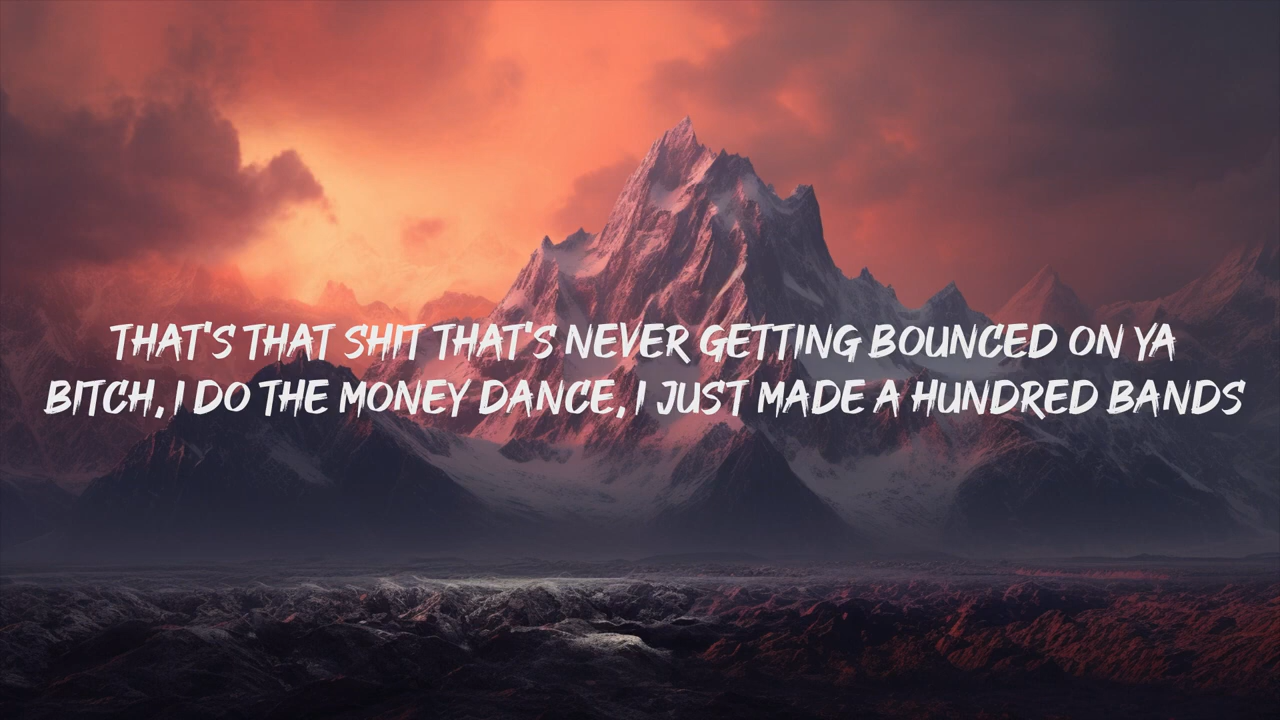 THAT'S THAT SHIT THAT'S NEVER GETTING BOUNCED ON YA
BITCH, I DO THE MONEY DANCE, I JUST MADE A HUNDRED BANDS